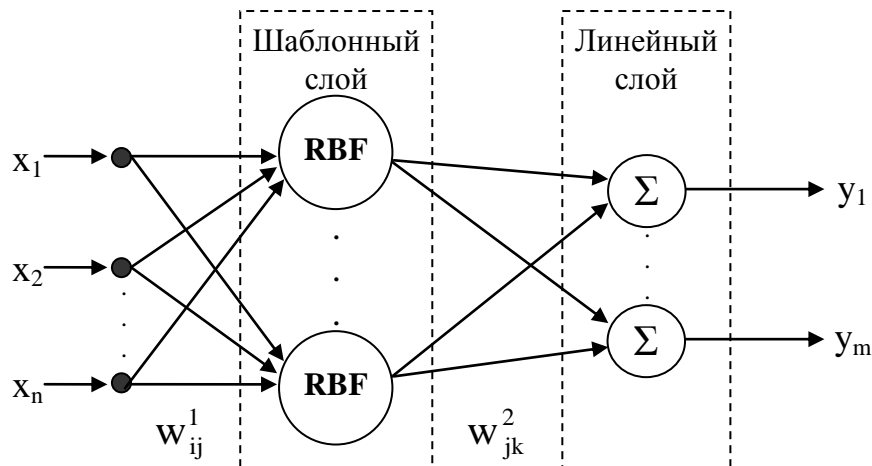 Шаблонный
слой
Линейный
слой
x₁
RBF
Σ
y₁
x₂
Σ
yₘ
xₙ
RBF
w¹ᵢⱼ
w²ⱼₖ